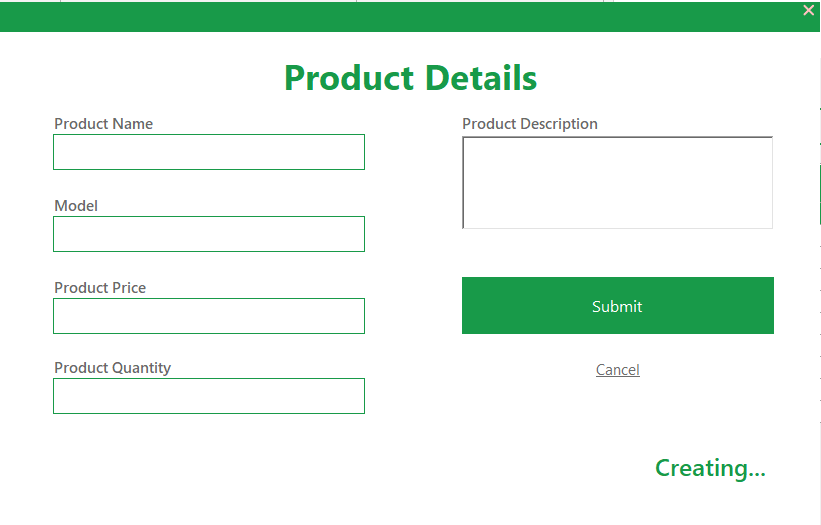 Product Details
Product Name
Model
Product Price
Product Quantity
Product Description
Submit
Cancel
Creating...